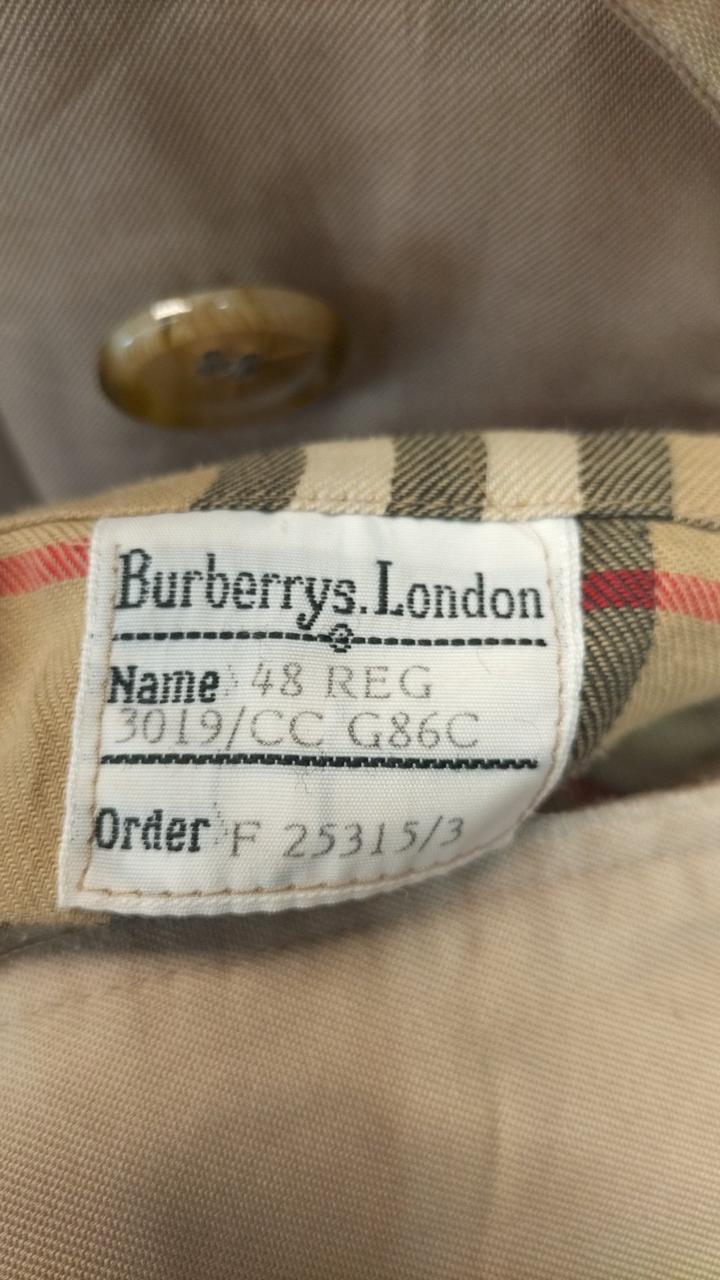 Burberrys. London
Name 48 REG
3019/CC G86C
Order F 25315/3